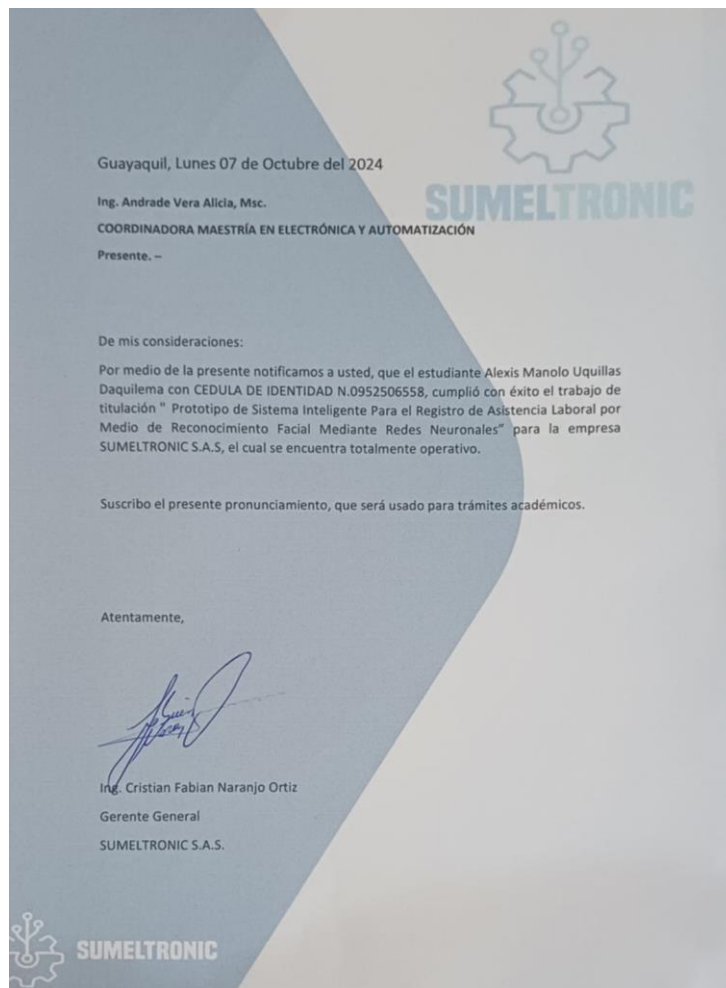 SUMELTRONIC
Guayaquil, Lunes 07 de Octubre del 2024
Ing. Andrade Vera Alicia, Msc.
COORDINADORA MAESTRÍA EN ELECTRÓNICA Y AUTOMATIZACIÓN
Presente. –
De mis consideraciones:
Por medio de la presente notificamos a usted, que el estudiante Alexis Manolo Uquillas
Daquilema con CEDULA DE IDENTIDAD N.0952506558, cumplió con éxito el trabajo de
titulación " Prototipo de Sistema Inteligente Para el Registro de Asistencia Laboral por
Medio de Reconocimiento Facial Mediante Redes Neuronales" para la empresa
SUMELTRONIC S.A.S, el cual se encuentra totalmente operativo.
Suscribo el presente pronunciamiento, que será usado para trámites académicos.
Atentamente,
Ing. Cristian Fabian Naranjo Ortiz
Gerente General
SUMELTRONIC S.A.S.
SUMELTRONIC